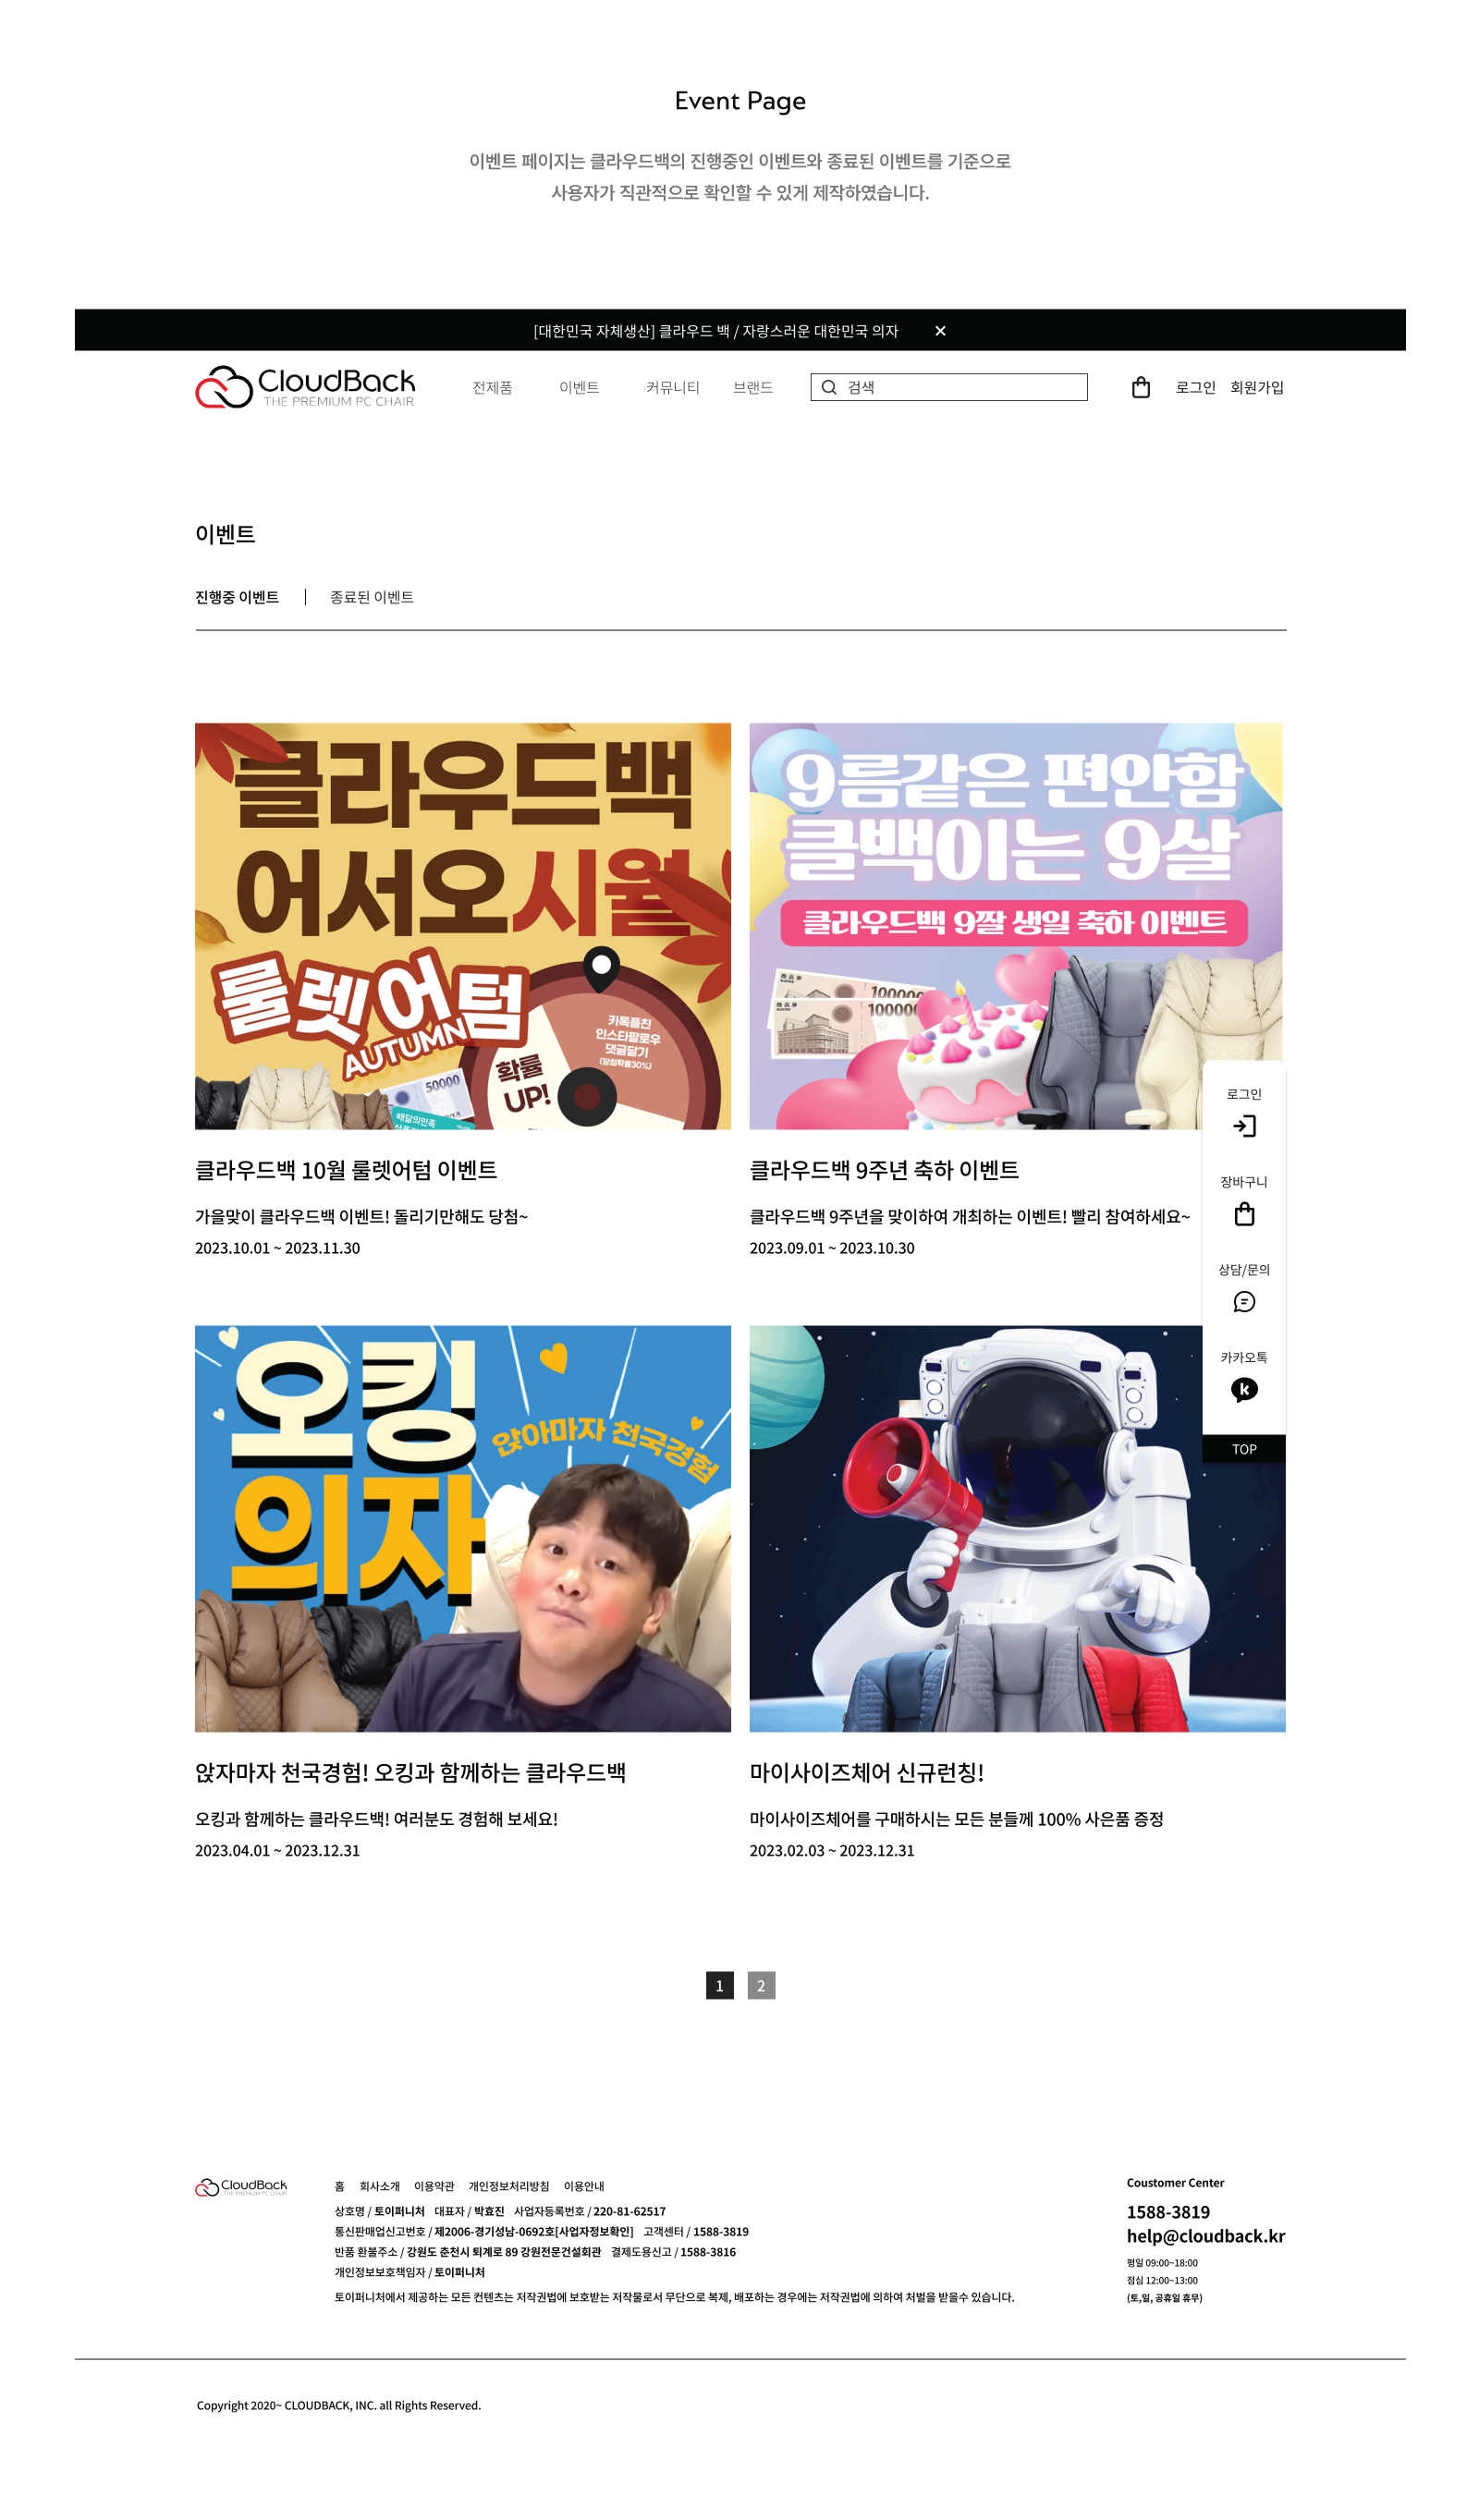 Event Page
이벤트 페이지는 클라우드백의 진행중인 이벤트와 종료된 이벤트를 기준으로
사용자가 직관적으로 확인할 수 있게 제작하였습니다.
[대한민국 자체생산] 클라우드 백 / 자랑스러운 대한민국 의자 ✕
CloudBack
THE PREMIUM PC CHAIR
전제품 이벤트 커뮤니티 브랜드 검색 로그인 회원가입
이벤트
진행중 이벤트 | 종료된 이벤트
클라우드백
어서오시월
룰렛어텀
AUTUMN
확률
UP!
카톡플친
인스타팔로우
댓글달기
(당첨확률30%)
50000
배달의민족
9름같은 편안함
클백이는 9살
클라우드백 9짤 생일 축하 이벤트
商品券
100000
商品券
100000
로그인
장바구니
상담/문의
카카오톡
k
TOP
클라우드백 10월 룰렛어텀 이벤트
가을맞이 클라우드백 이벤트! 돌리기만해도 당첨~
2023.10.01 ~ 2023.11.30
클라우드백 9주년 축하 이벤트
클라우드백 9주년을 맞이하여 개최하는 이벤트! 빨리 참여하세요~
2023.09.01 ~ 2023.10.30
오킹
의자
앉아마자 천국경험
앉자마자 천국경험! 오킹과 함께하는 클라우드백
오킹과 함께하는 클라우드백! 여러분도 경험해 보세요!
2023.04.01 ~ 2023.12.31
마이사이즈체어 신규런칭!
마이사이즈체어를 구매하시는 모든 분들께 100% 사은품 증정
2023.02.03 ~ 2023.12.31
1 2
CloudBack
THE PREMIUM PC CHAIR
홈 회사소개 이용약관 개인정보처리방침 이용안내
상호명 / 토이퍼니처 대표자 / 박효진 사업자등록번호 / 220-81-62517
통신판매업신고번호 / 제2006-경기성남-0692호[사업자정보확인] 고객센터 / 1588-3819
반품 환불주소 / 강원도 춘천시 퇴계로 89 강원전문건설회관 결제도용신고 / 1588-3816
개인정보보호책임자 / 토이퍼니처
토이퍼니처에서 제공하는 모든 컨텐츠는 저작권법에 보호받는 저작물로서 무단으로 복제, 배포하는 경우에는 저작권법에 의하여 처벌을 받을수 있습니다.
Coustomer Center
1588-3819
help@cloudback.kr
평일 09:00~18:00
점심 12:00~13:00
(토,일, 공휴일 휴무)
Copyright 2020~ CLOUDBACK, INC. all Rights Reserved.